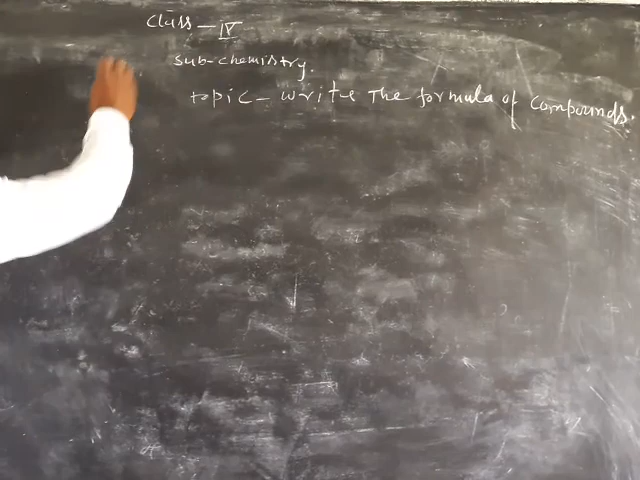 Class - IV
Sub-chemistry.
topic - write The formula of Compounds.